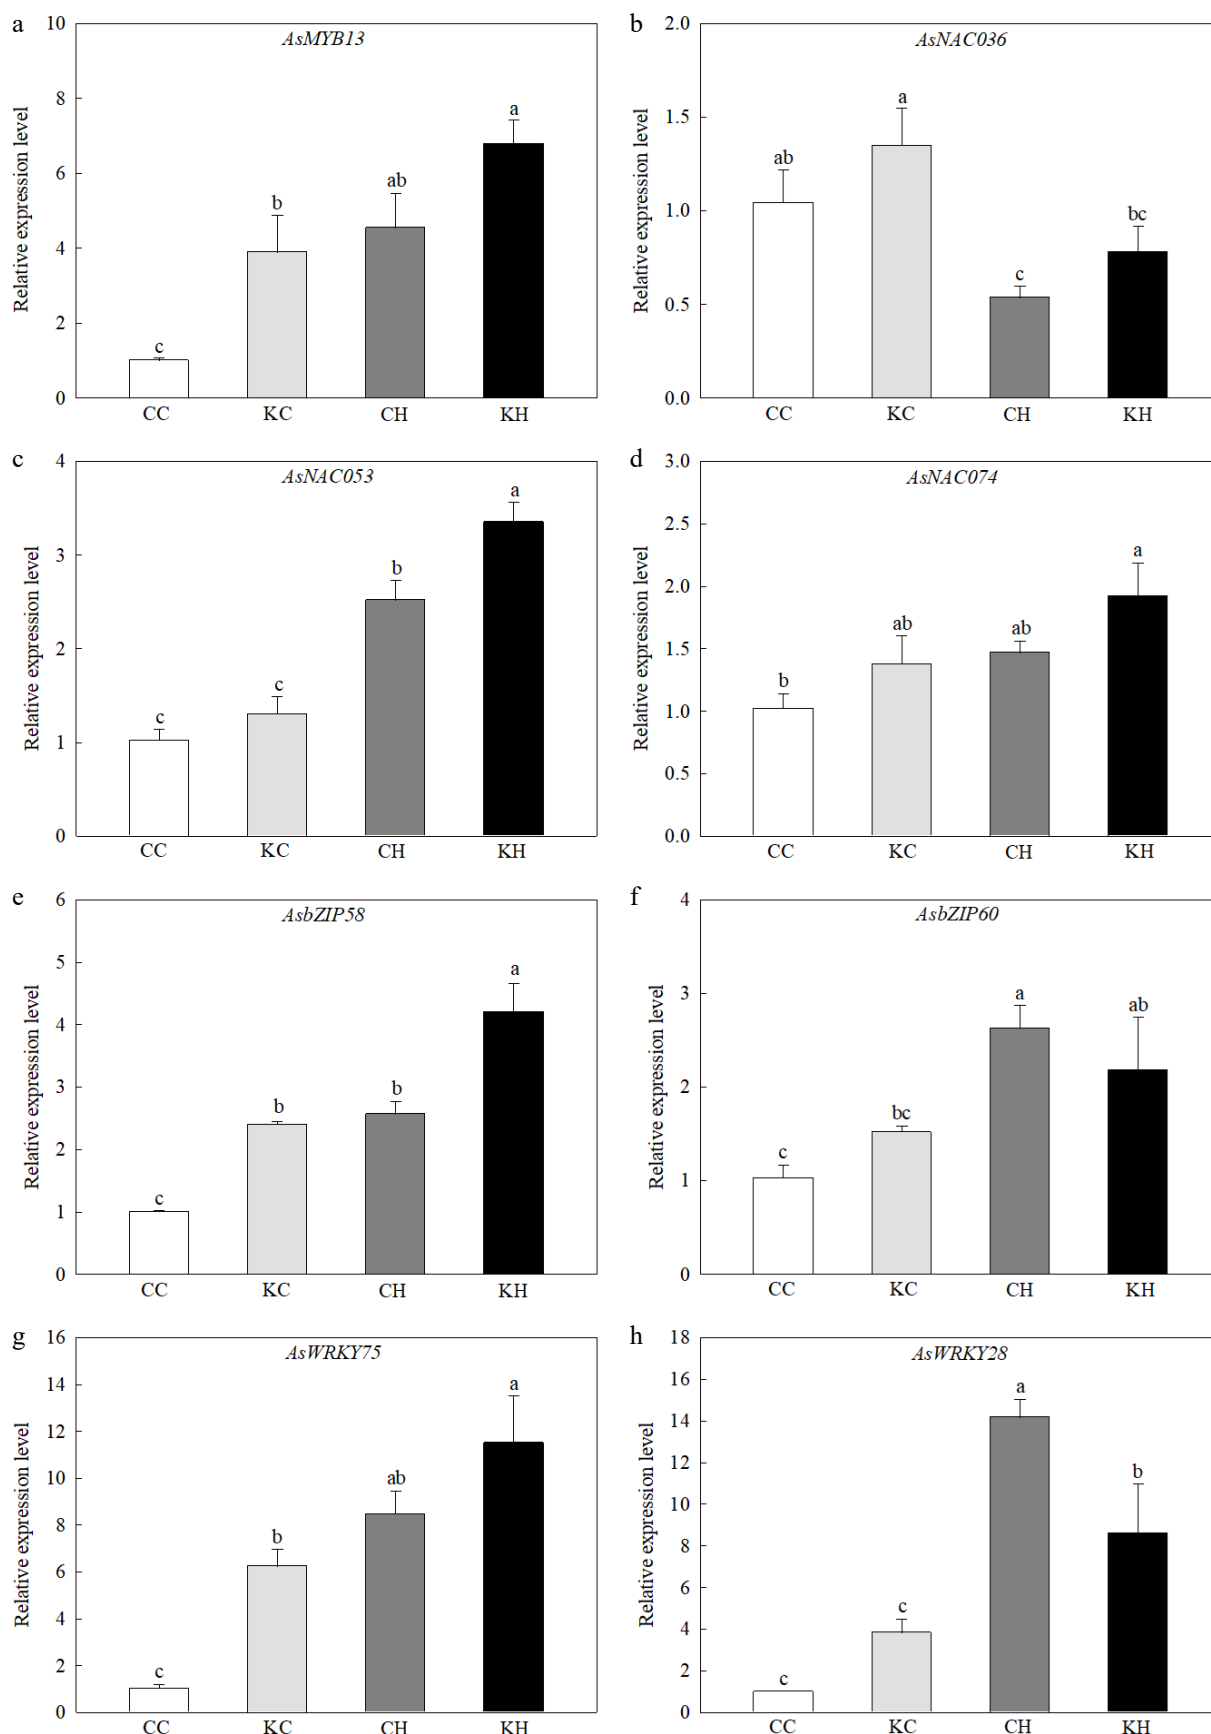 a
AsMYB13
Relative expression level
10
8
6
4
2
0
c
b
ab
a
CC
KC
CH
KH
b
AsNAC036
Relative expression level
2.0
1.5
1.0
0.5
0.0
ab
a
c
bc
CC
KC
CH
KH
c
AsNAC053
Relative expression level
4
3
2
1
0
c
c
b
a
CC
KC
CH
KH
d
AsNAC074
Relative expression level
3.0
2.5
2.0
1.5
1.0
0.5
0.0
b
ab
ab
a
CC
KC
CH
KH
e
AsbZIP58
Relative expression level
6
5
4
3
2
1
0
c
b
b
a
CC
KC
CH
KH
f
AsbZIP60
Relative expression level
4
3
2
1
0
c
bc
a
ab
CC
KC
CH
KH
g
AsWRKY75
Relative expression level
16
14
12
10
8
6
4
2
0
c
b
ab
a
CC
KC
CH
KH
h
AsWRKY28
Relative expression level
18
16
14
12
10
8
6
4
2
0
c
c
a
b
CC
KC
CH
KH